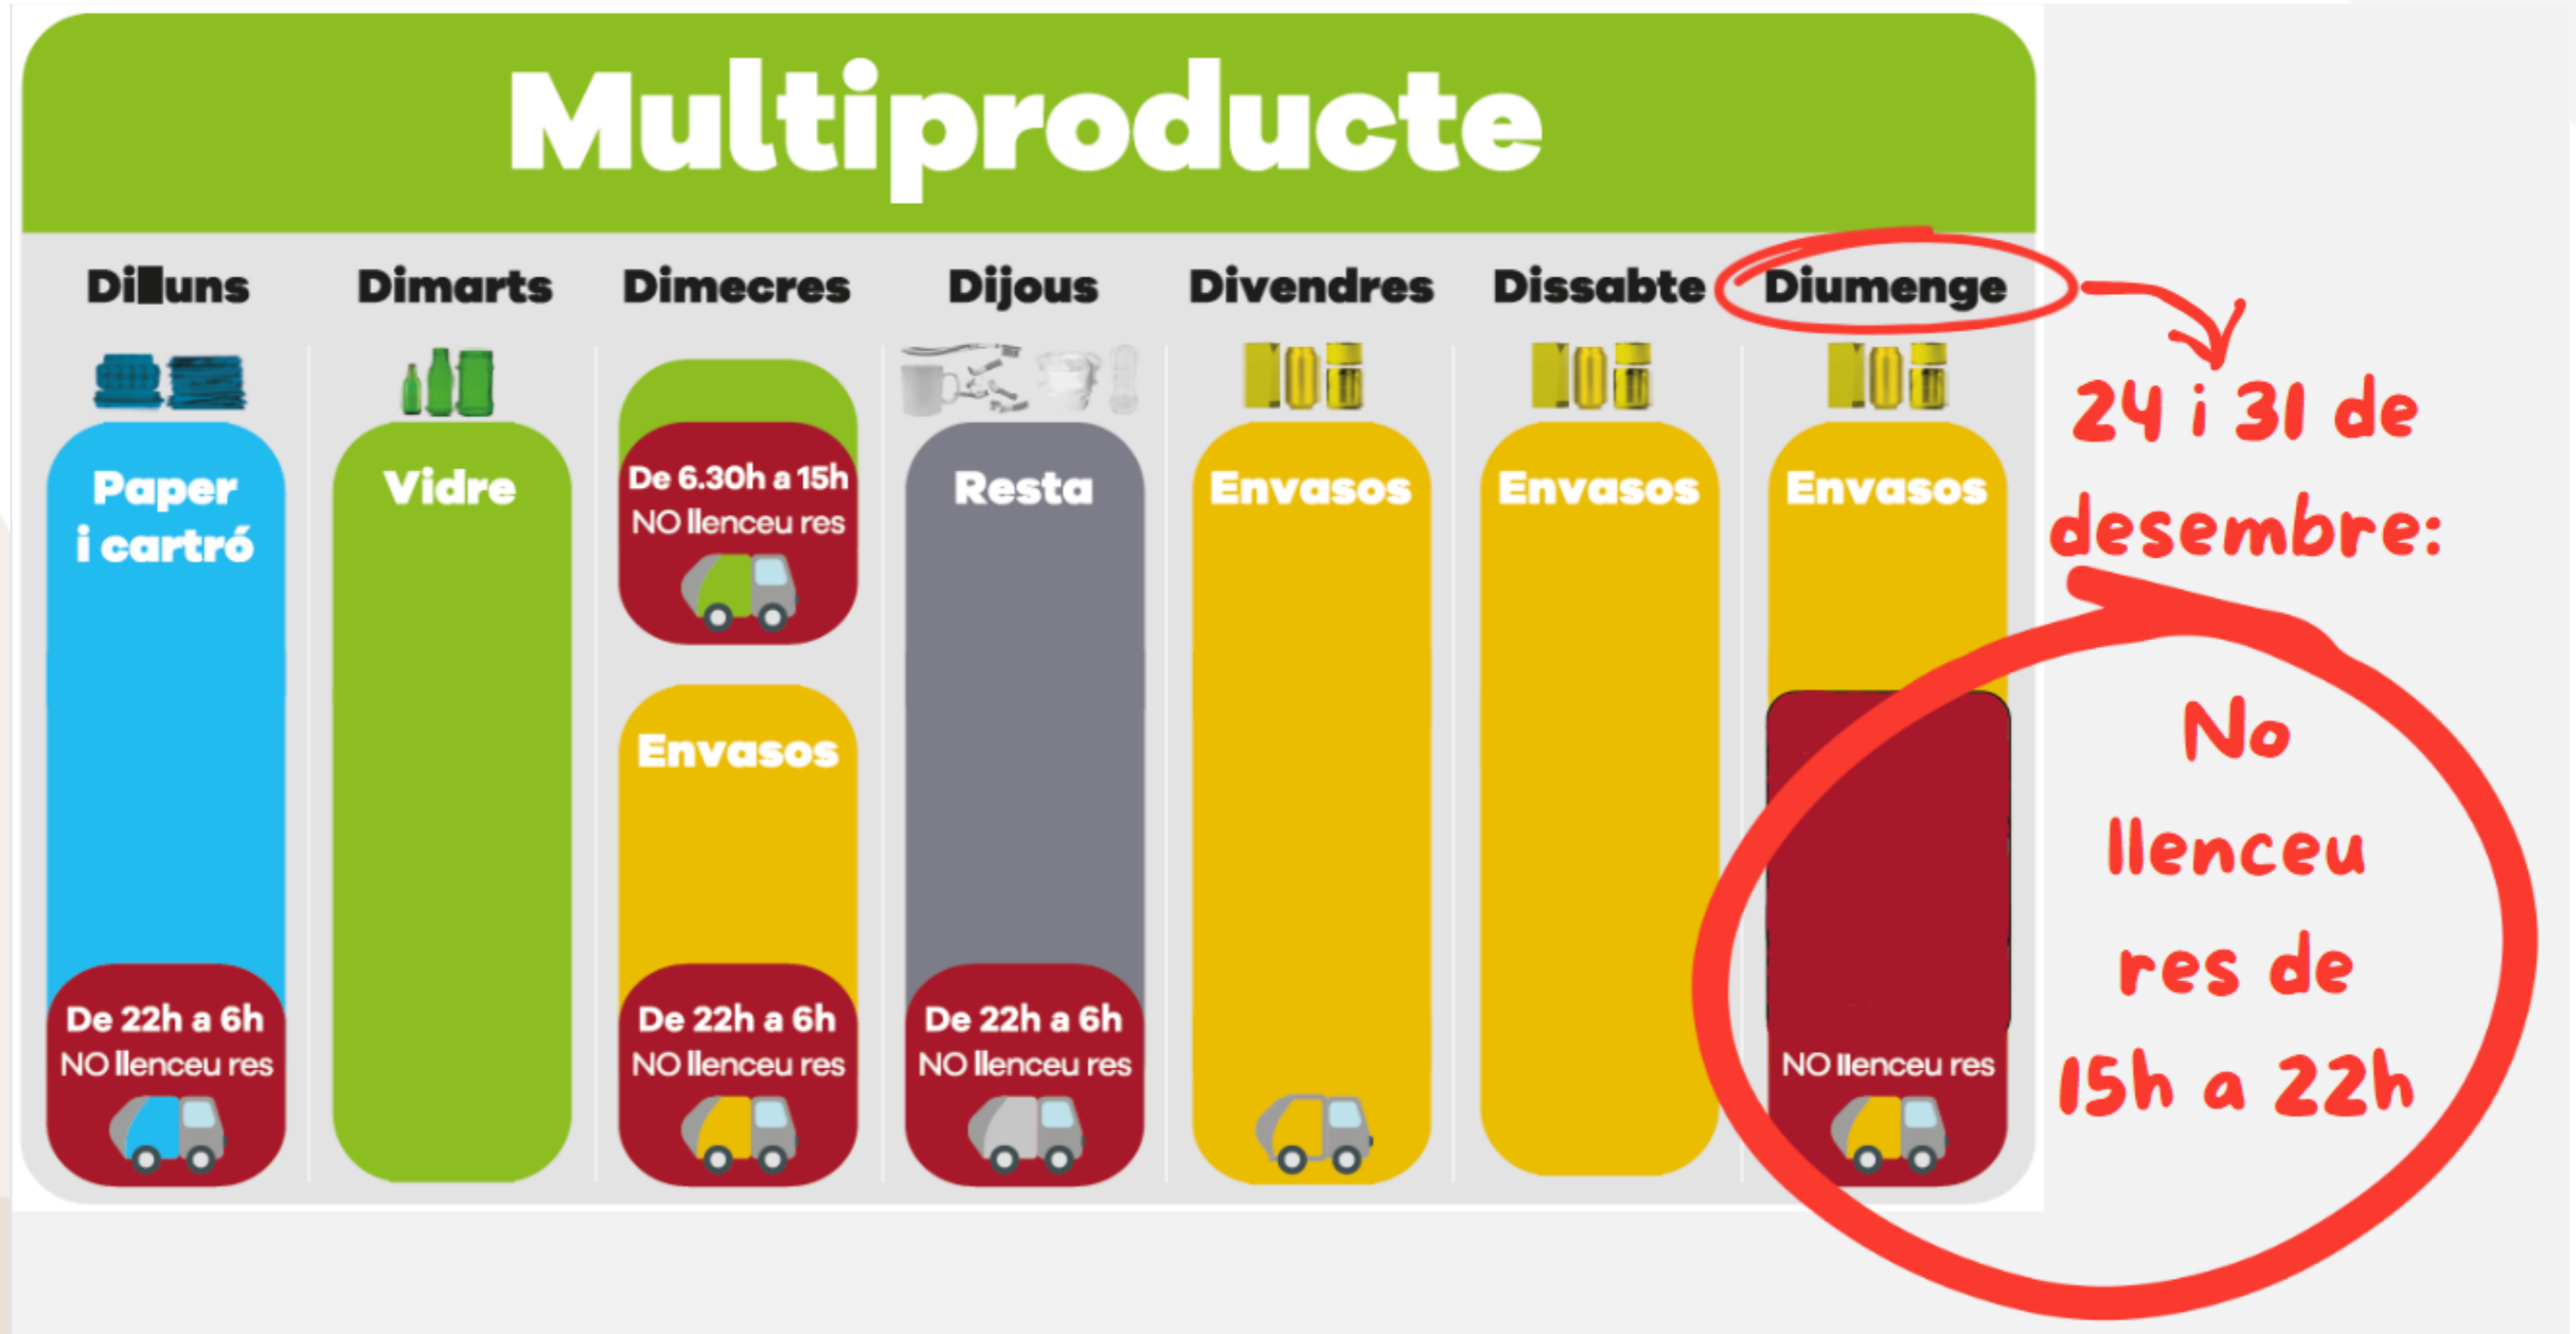 Multiproducte
Dilluns
Dimarts
Dimecres
Dijous
Divendres
Dissabte
Diumenge
Paper
i cartró
De 22h a 6h
NO llenceu res
Vidre
De 6.30h a 15h
NO llenceu res
Envasos
De 22h a 6h
NO llenceu res
Resta
De 22h a 6h
NO llenceu res
Envasos
Envasos
Envasos
NO llenceu res
24 i 31 de
desembre:
No
llenceu
res de
15h a 22h